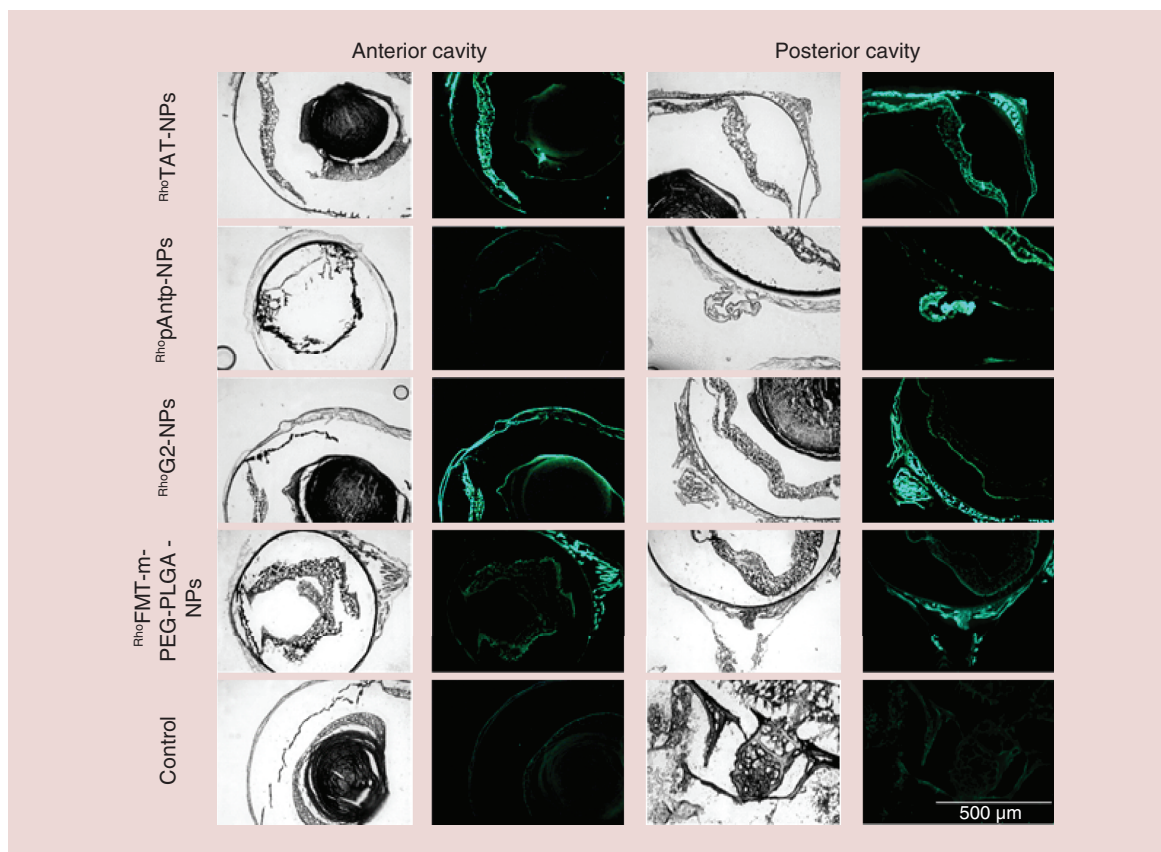 Anterior cavity
Posterior cavity
RhoTAT-NPs
RhopAntp-NPs
RhoG2-NPs
RhoFMT-m-
PEG-PLGA -
NPs
Control
500 µm